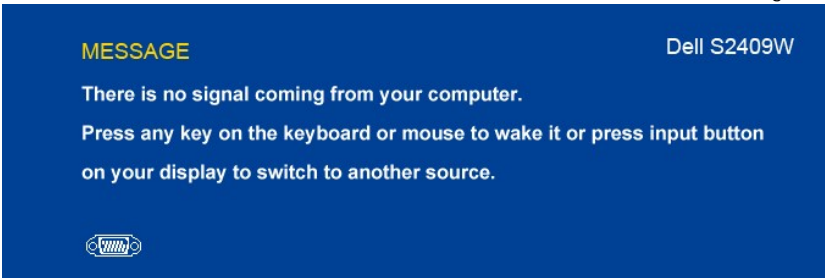 MESSAGE
Dell S2409W
There is no signal coming from your computer.
Press any key on the keyboard or mouse to wake it or press input button
on your display to switch to another source.